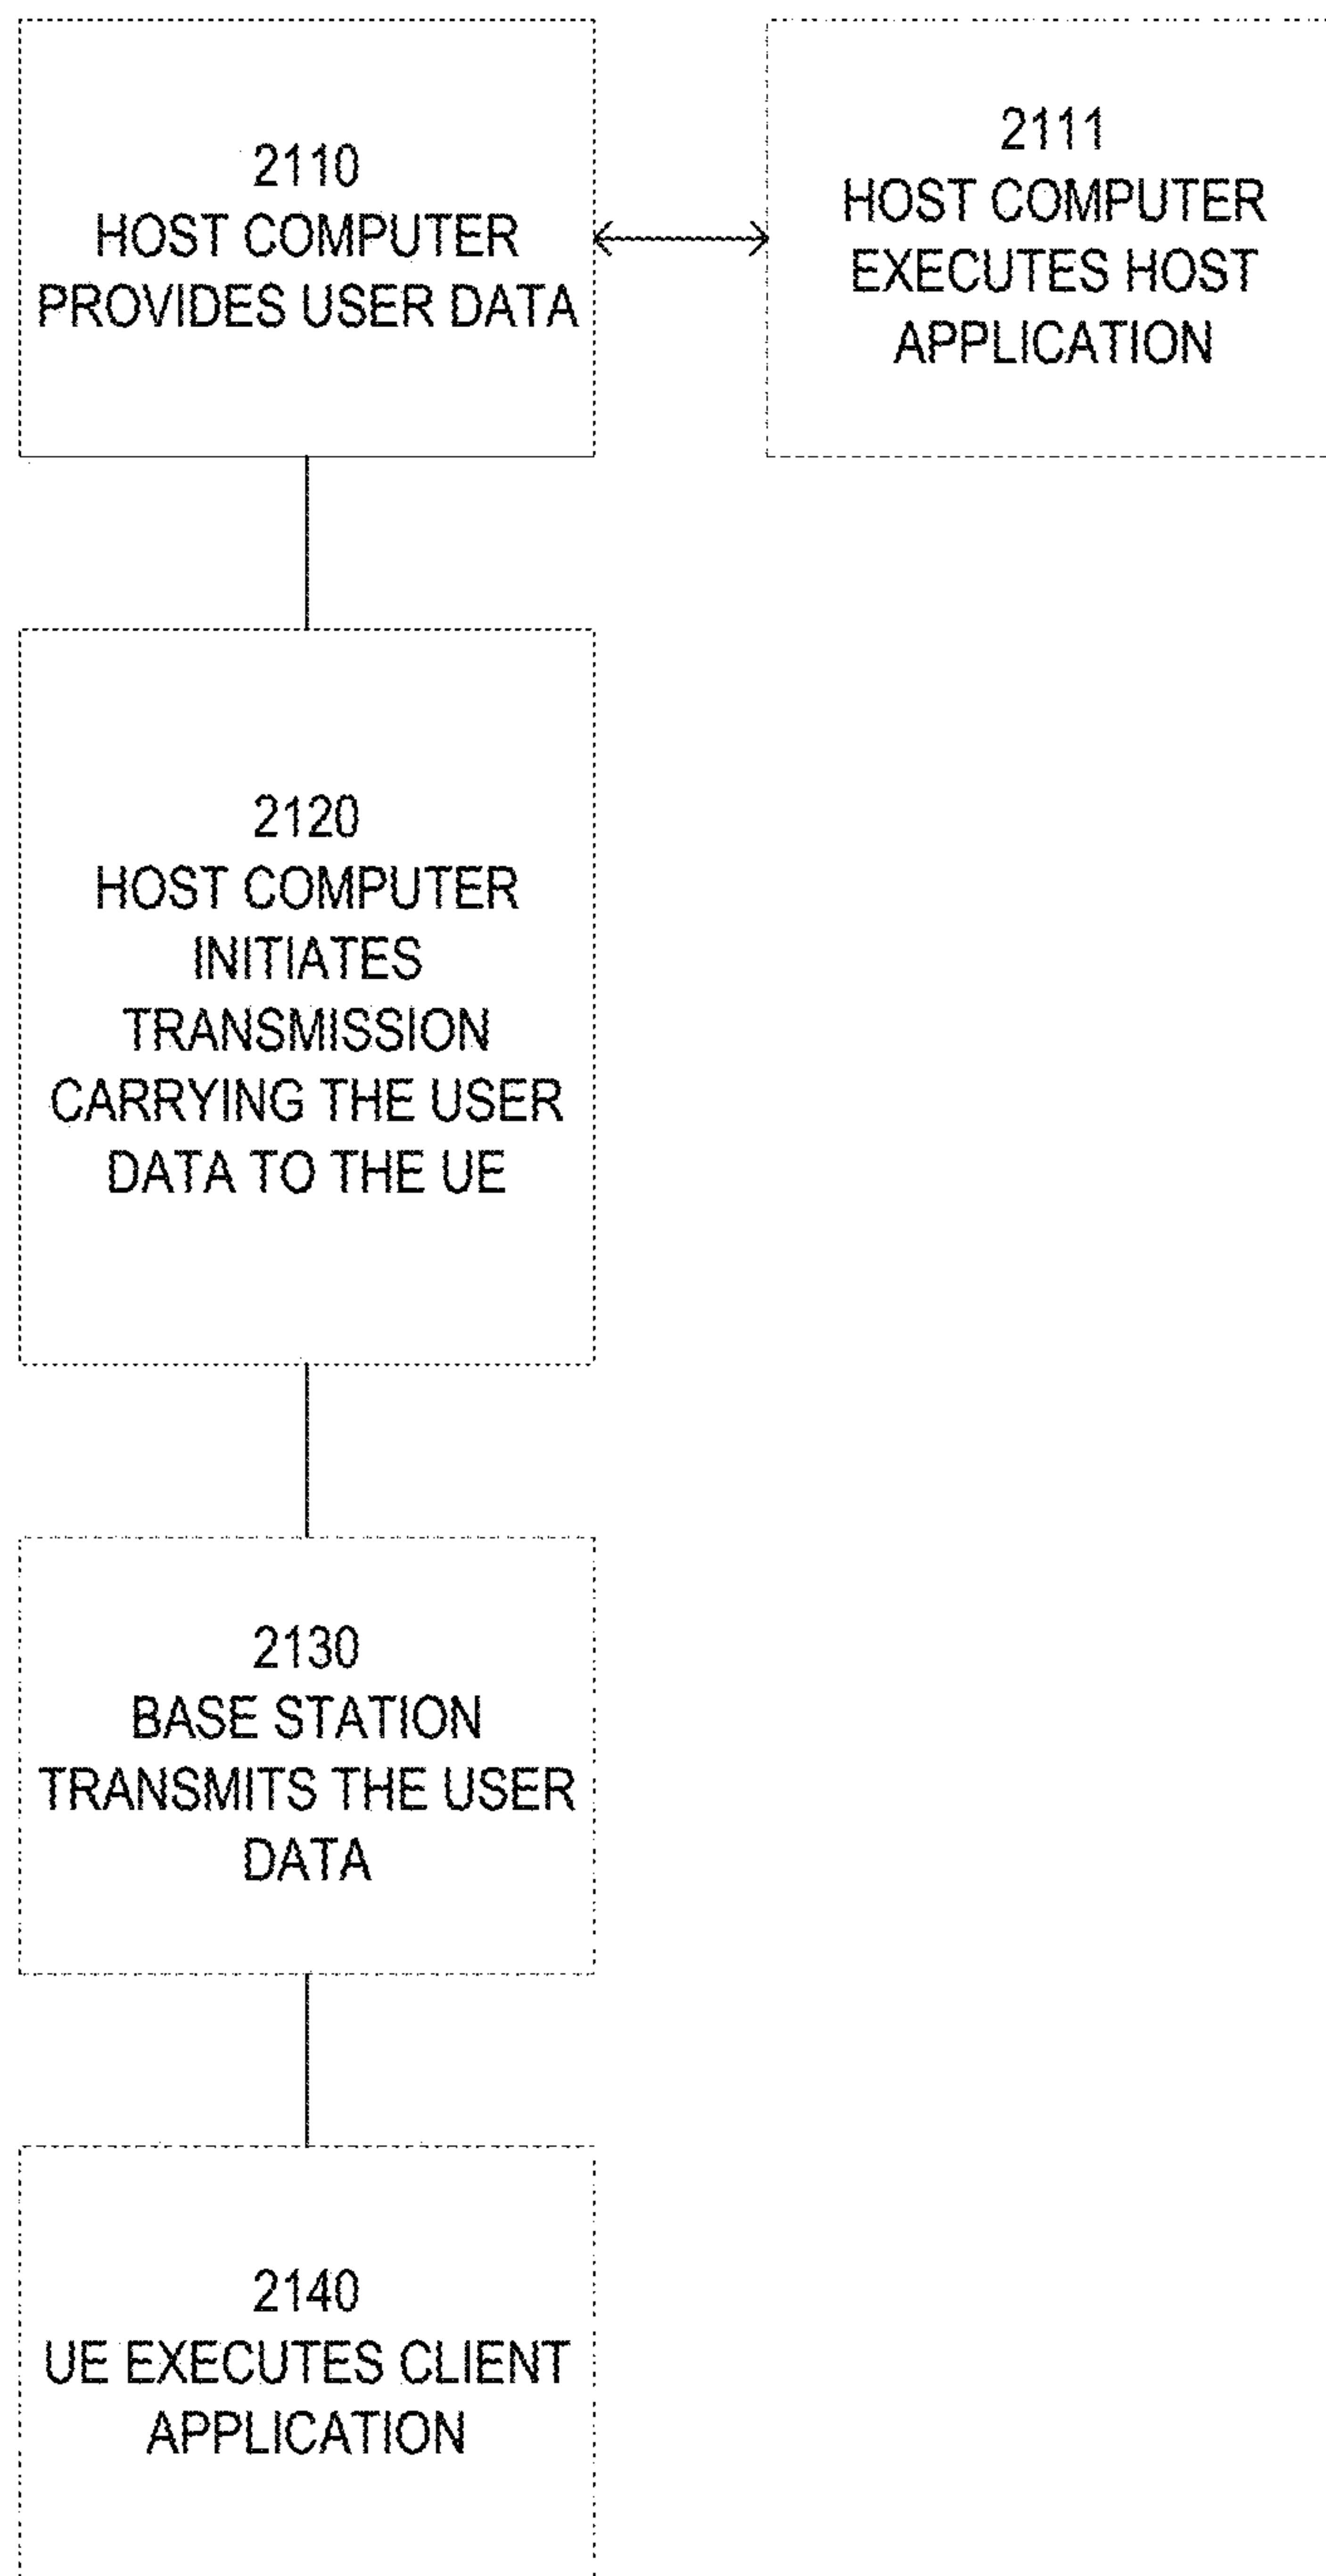 2110
HOST COMPUTER
PROVIDES USER DATA
2111
HOST COMPUTER
EXECUTES HOST
APPLICATION
2120
HOST COMPUTER
INITIATES
TRANSMISSION
CARRYING THE USER
DATA TO THE UE
2130
BASE STATION
TRANSMITS THE USER
DATA
2140
UE EXECUTES CLIENT
APPLICATION